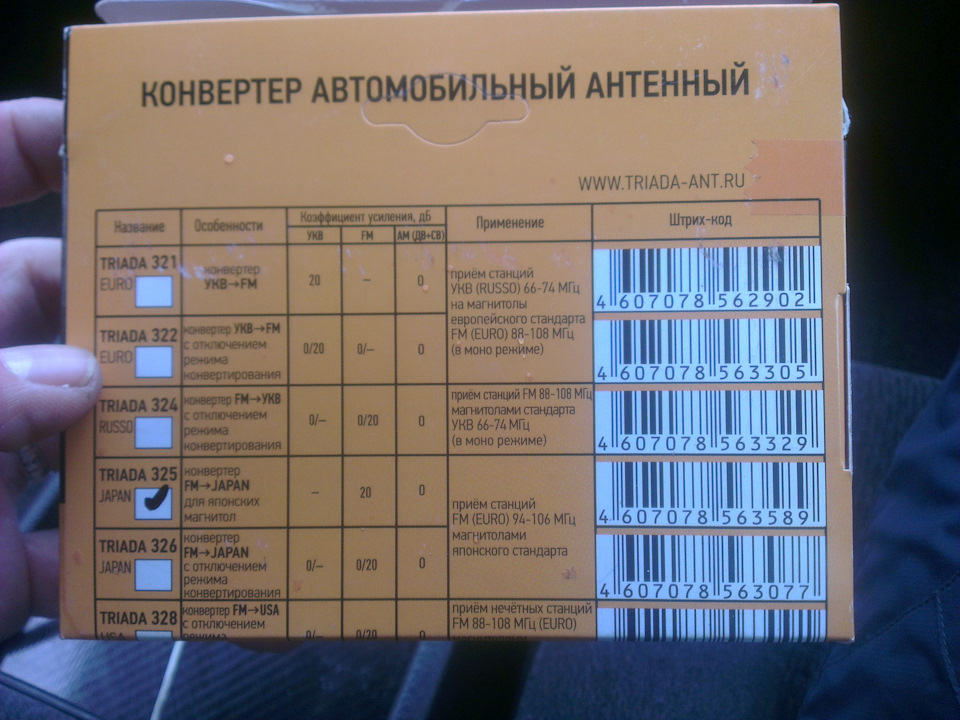 КОНВЕРТЕР АВТОМОБИЛЬНЫЙ АНТЕННЫЙ
WWW.TRIADA-ANT.RU
Название
Особенности
Коэффициент усиления, дБ
УКВ
FM
АМ (ДВ+СВ)
Применение
Штрих-код
TRIADA 321
EURO
конвертер
УКВ→FM
20
–
0
приём станций
УКВ (RUSSO) 66-74 МГц
на магнитолы
европейского стандарта
FM (EURO) 88-108 МГц
(в моно режиме)
4 607078 562902
TRIADA 322
EURO
конвертер УКВ→FM
с отключением
режима
конвертирования
0/20
0/–
0
4 607078 563305
TRIADA 324
RUSSO
конвертер FM→УКВ
с отключением
режима
конвертирования
0/–
0/20
0
приём станций FM 88-108 МГц
магнитолами стандарта
УКВ 66-74 МГц
(в моно режиме)
4 607078 563329
TRIADA 325
JAPAN
конвертер
FM→JAPAN
для японских
магнитол
–
20
0
приём станций
FM (EURO) 94-106 МГц
магнитолами
японского стандарта
4 607078 563589
TRIADA 326
JAPAN
конвертер
FM→JAPAN
с отключением
режима
конвертирования
0/–
0/20
0
4 607078 563077
TRIADA 328
USA
конвертер FM→USA
с отключением
режима
0/–
0/20
0
приём нечётных станций
FM 88-108 МГц (EURO)